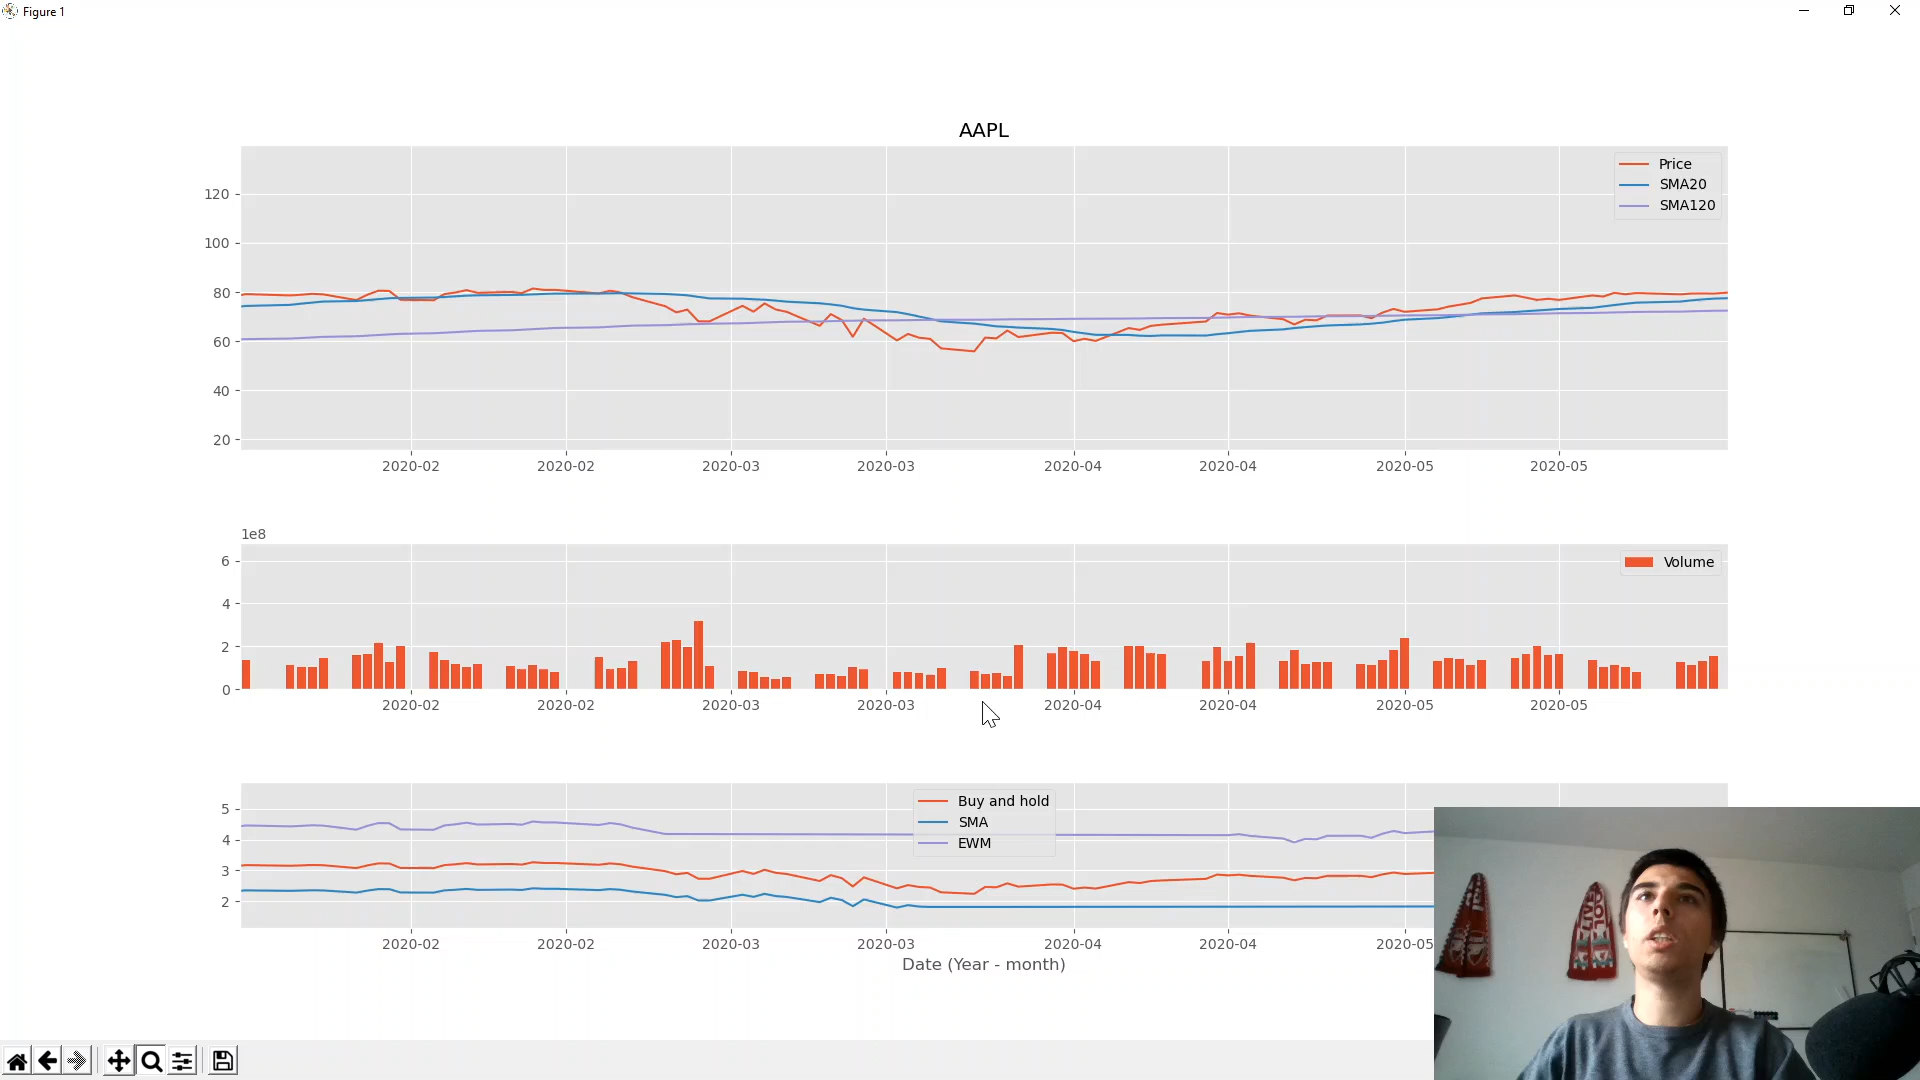 Figure 1
AAPL
Price
SMA20
SMA120
120
100
80
60
40
20
2020-02 2020-02 2020-03 2020-03 2020-04 2020-04 2020-05 2020-05
1e8
Volume
6
4
2
0
2020-02 2020-02 2020-03 2020-03 2020-04 2020-04 2020-05 2020-05
Buy and hold
SMA
EWM
5
4
3
2
2020-02 2020-02 2020-03 2020-03 2020-04 2020-04 2020-05
Date (Year - month)